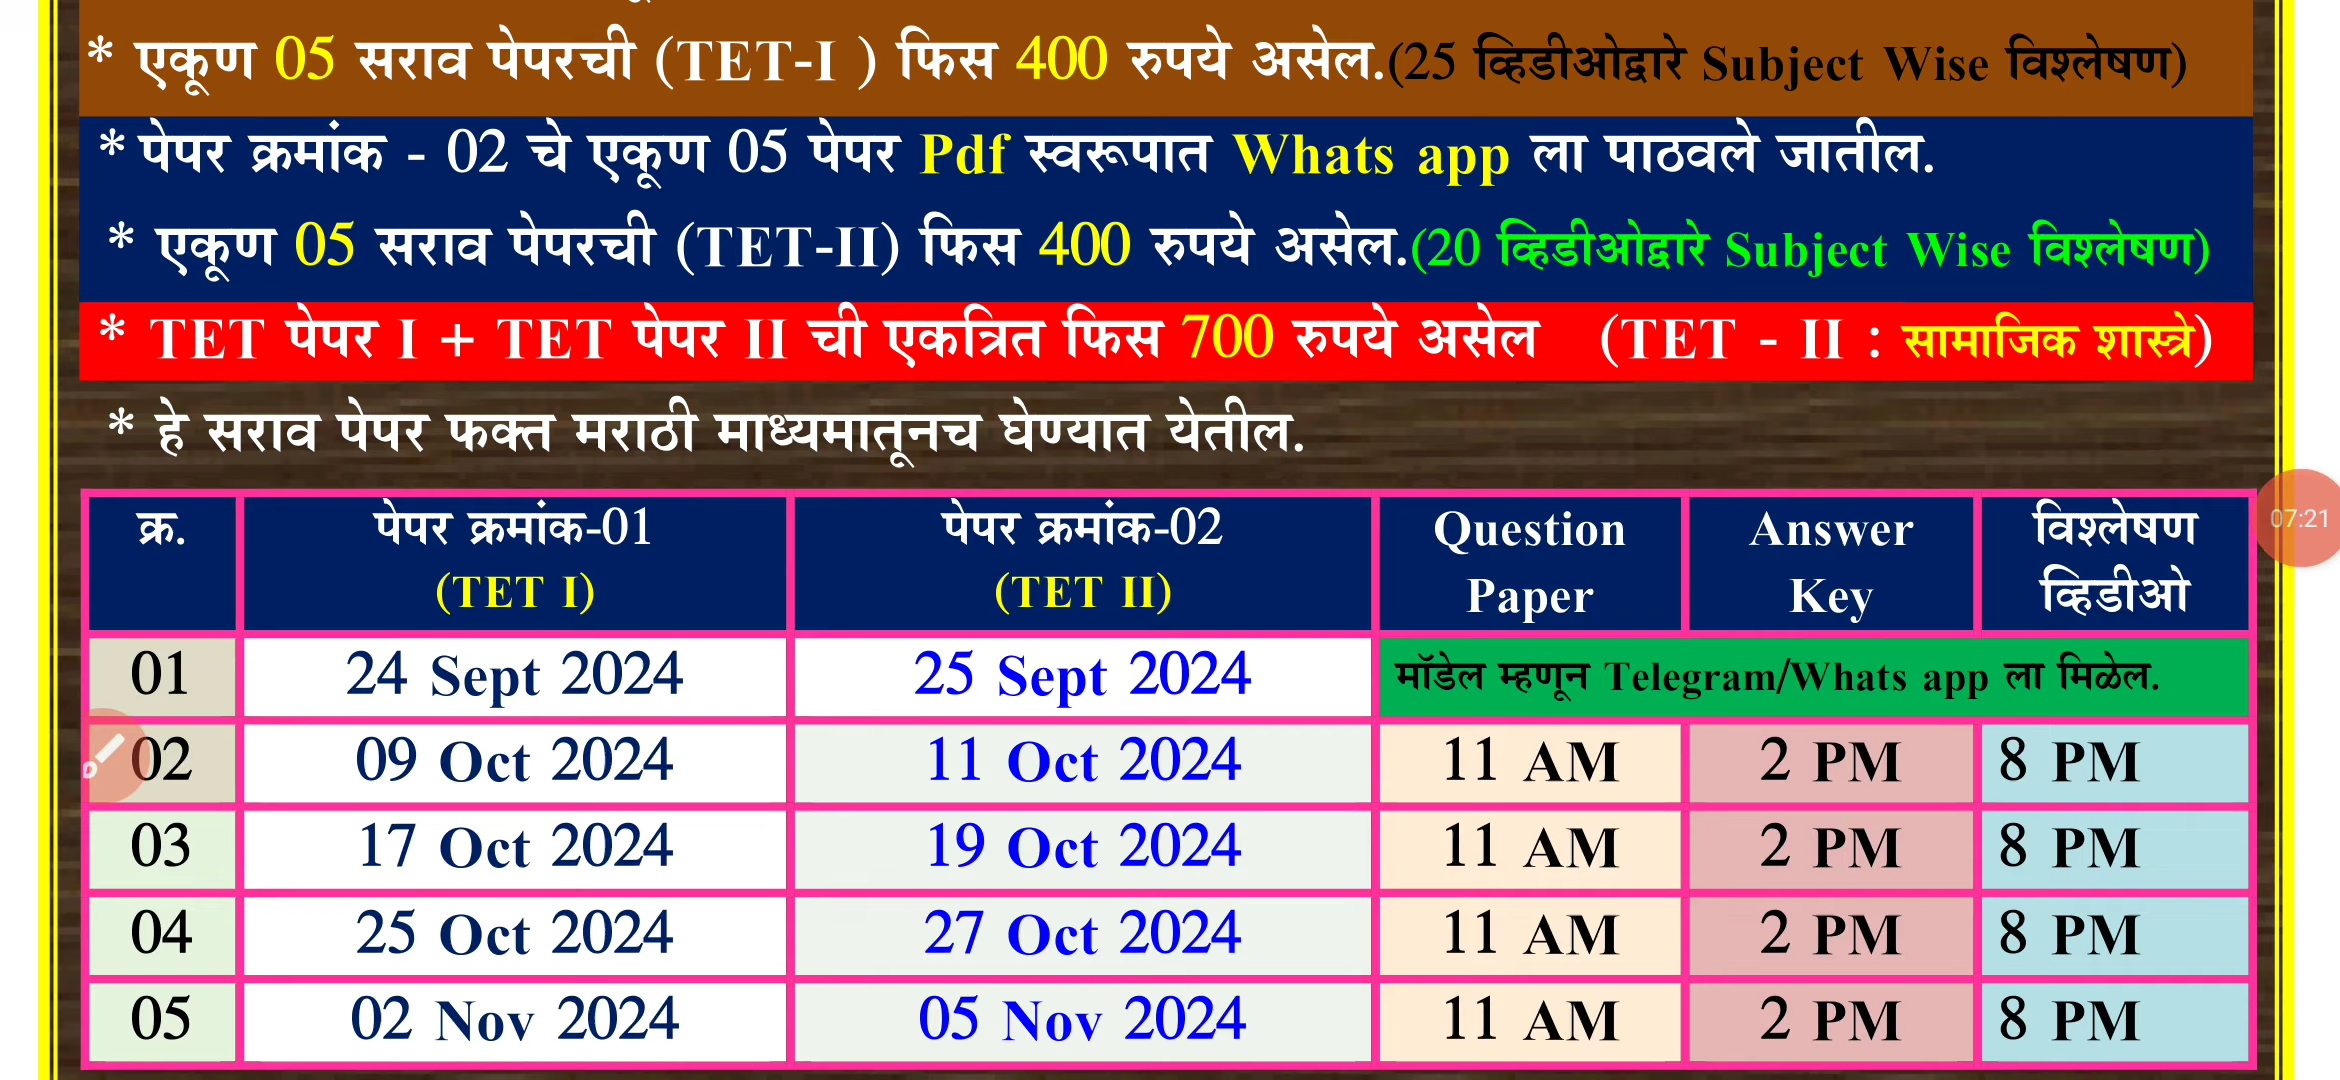 * एकूण 05 सराव पेपरची (TET-I ) फिस 400 रुपये असेल.(25 व्हिडीओद्वारे Subject Wise विश्लेषण)
* पेपर क्रमांक - 02 चे एकूण 05 पेपर Pdf स्वरूपात Whats app ला पाठवले जातील.
* एकूण 05 सराव पेपरची (TET-II) फिस 400 रुपये असेल.(20 व्हिडीओद्वारे Subject Wise विश्लेषण)
* TET पेपर I + TET पेपर II ची एकत्रित फिस 700 रुपये असेल (TET - II : सामाजिक शास्त्रे)
* हे सराव पेपर फक्त मराठी माध्यमातूनच घेण्यात येतील.
क्र. पेपर क्रमांक-01 पेपर क्रमांक-02 Question Answer विश्लेषण
(TET I) (TET II) Paper Key व्हिडीओ
07:21
01 24 Sept 2024 25 Sept 2024 मॉडेल म्हणून Telegram/Whats app ला मिळेल.
02 09 Oct 2024 11 Oct 2024 11 AM 2 PM 8 PM
03 17 Oct 2024 19 Oct 2024 11 AM 2 PM 8 PM
04 25 Oct 2024 27 Oct 2024 11 AM 2 PM 8 PM
05 02 Nov 2024 05 Nov 2024 11 AM 2 PM 8 PM